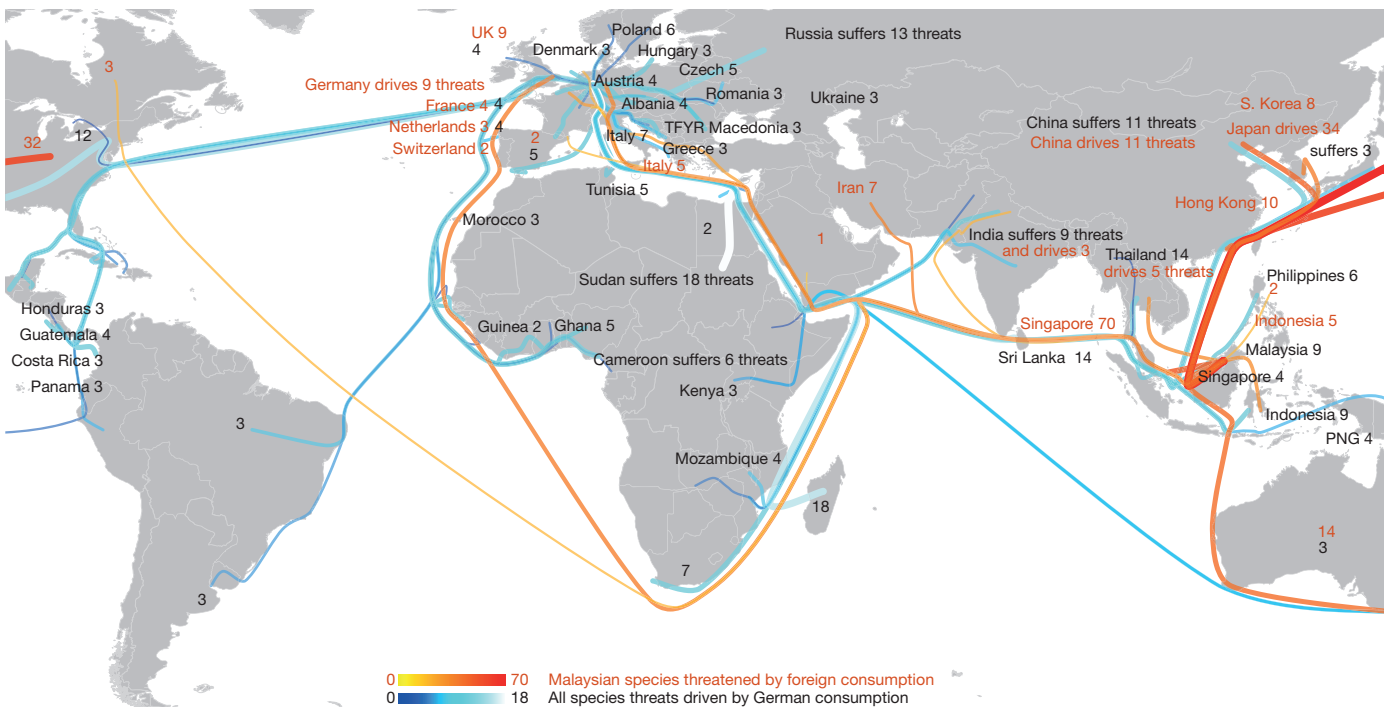 Poland 6
UK 9
4
Denmark 3
Hungary 3
Russia suffers 13 threats
3
Czech 5
Germany drives 9 threats
Austria 4
Romania 3
Ukraine 3
France 4 4
Albania 4
S. Korea 8
China suffers 11 threats
Netherlands 3 4
TFYR Macedonia 3
Japan drives 34
32
12
2
Italy 7
China drives 11 threats
Switzerland 2
5
Greece 3
suffers 3
Italy 5
Tunisia 5
Iran 7
Hong Kong 10
Morocco 3
2
1
India suffers 9 threats
and drives 3
Thailand 14
drives 5 threats
Sudan suffers 18 threats
Philippines 6
2
Honduras 3
Guinea 2
Ghana 5
Singapore 70
Indonesia 5
Guatemala 4
Costa Rica 3
Cameroon suffers 6 threats
Sri Lanka 14
Malaysia 9
Panama 3
Kenya 3
Singapore 4
3
Indonesia 9
PNG 4
Mozambique 4
18
14
3
7
3
0 70 Malaysian species threatened by foreign consumption
0 18 All species threats driven by German consumption